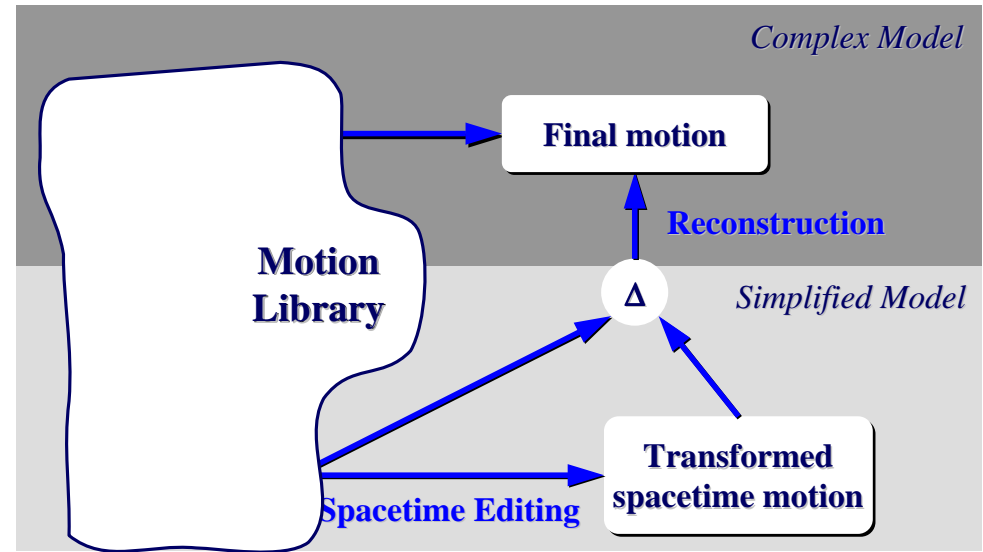 Complex Model
Final motion
Reconstruction
Motion
Library
Δ
Simplified Model
Transformed
spacetime motion
Spacetime Editing